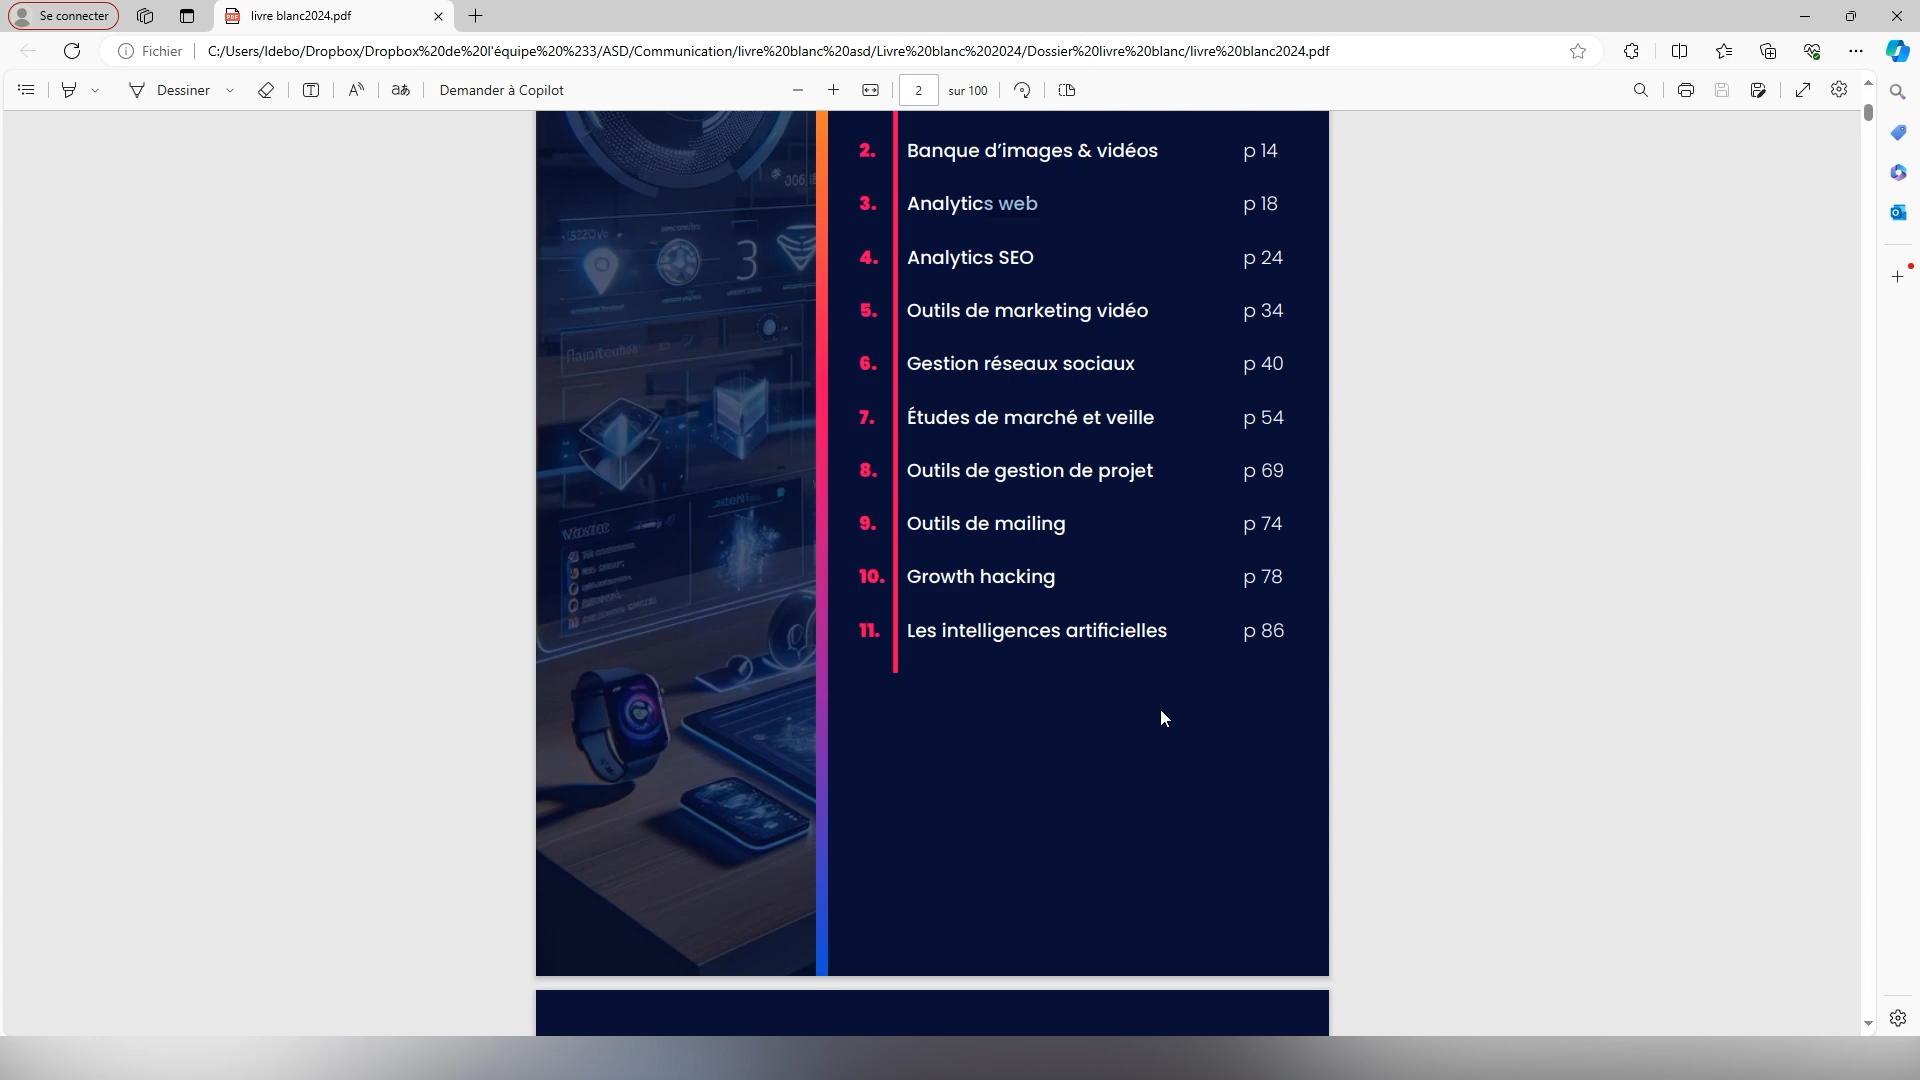 Se connecter
livre blanc2024.pdf
Fichier
C:/Users/ldebo/Dropbox/Dropbox%20de%20l'équipe%20%233/ASD/Communication/livre%20blanc%20asd/Livre%20blanc%202024/Dossier%20livre%20blanc/livre%20blanc2024.pdf
Dessiner
Demander à Copilot
2 sur 100
2. Banque d'images & vidéos p 14
3. Analytics web p 18
4. Analytics SEO p 24
5. Outils de marketing vidéo p 34
6. Gestion réseaux sociaux p 40
7. Études de marché et veille p 54
8. Outils de gestion de projet p 69
9. Outils de mailing p 74
10. Growth hacking p 78
11. Les intelligences artificielles p 86
3